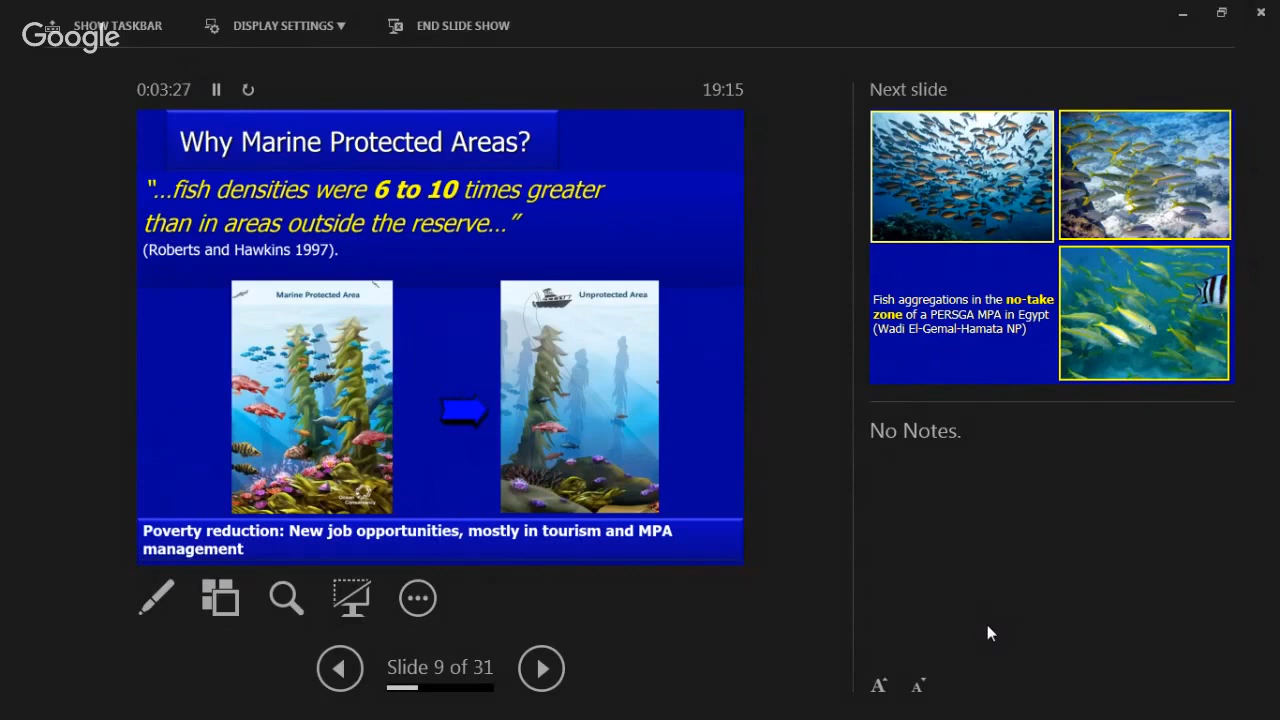 SHOW TASKBAR
DISPLAY SETTINGS
END SLIDE SHOW
Google
0:03:27
19:15
Why Marine Protected Areas?
“…fish densities were 6 to 10 times greater
than in areas outside the reserve…”
(Roberts and Hawkins 1997).
Marine Protected Area
Unprotected Area
Ocean
Conservancy
Poverty reduction: New job opportunities, mostly in tourism and MPA
management
Slide 9 of 31
Next slide
Fish aggregations in the no-take
zone of a PERSGA MPA in Egypt
(Wadi El-Gemal-Hamata NP)
No Notes.
A
A